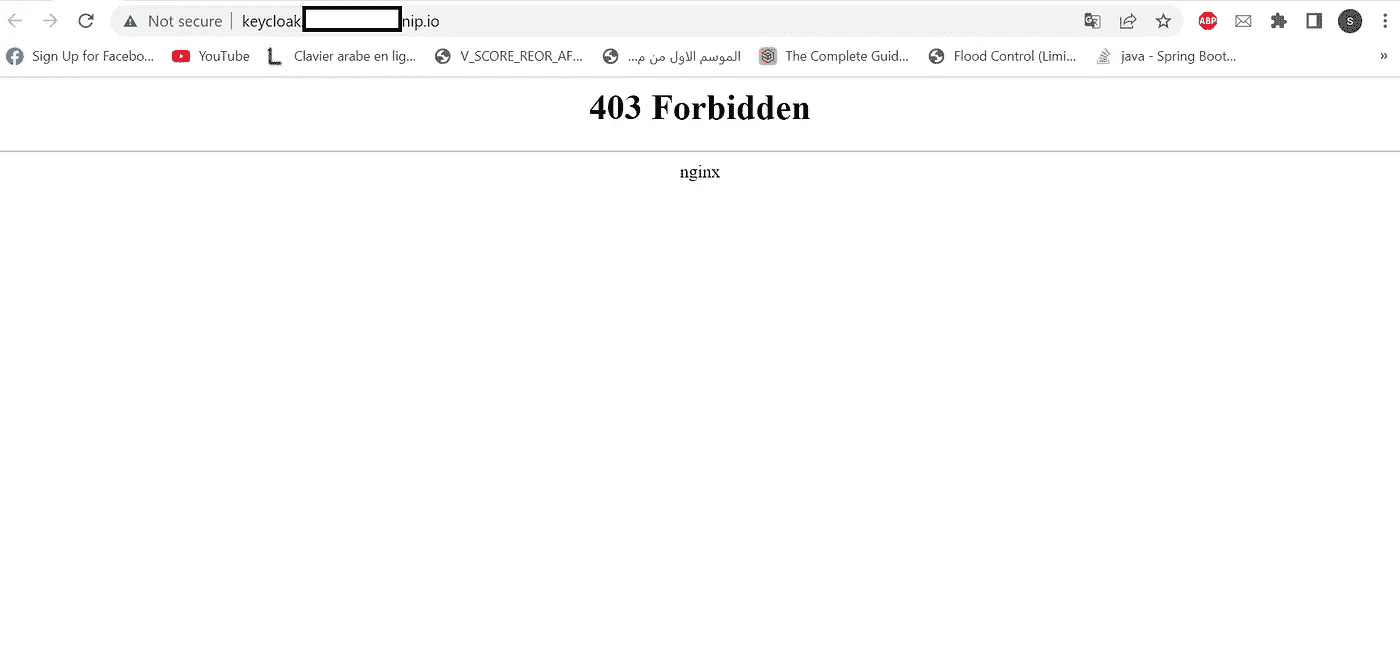 Not secure keycloak nip.io
ABP S
Sign Up for Facebo... YouTube Clavier arabe en lig... V_SCORE_REOR_AF... الموسم الاول من م... The Complete Guid... Flood Control (Limi... java - Spring Boot... »
403 Forbidden
nginx